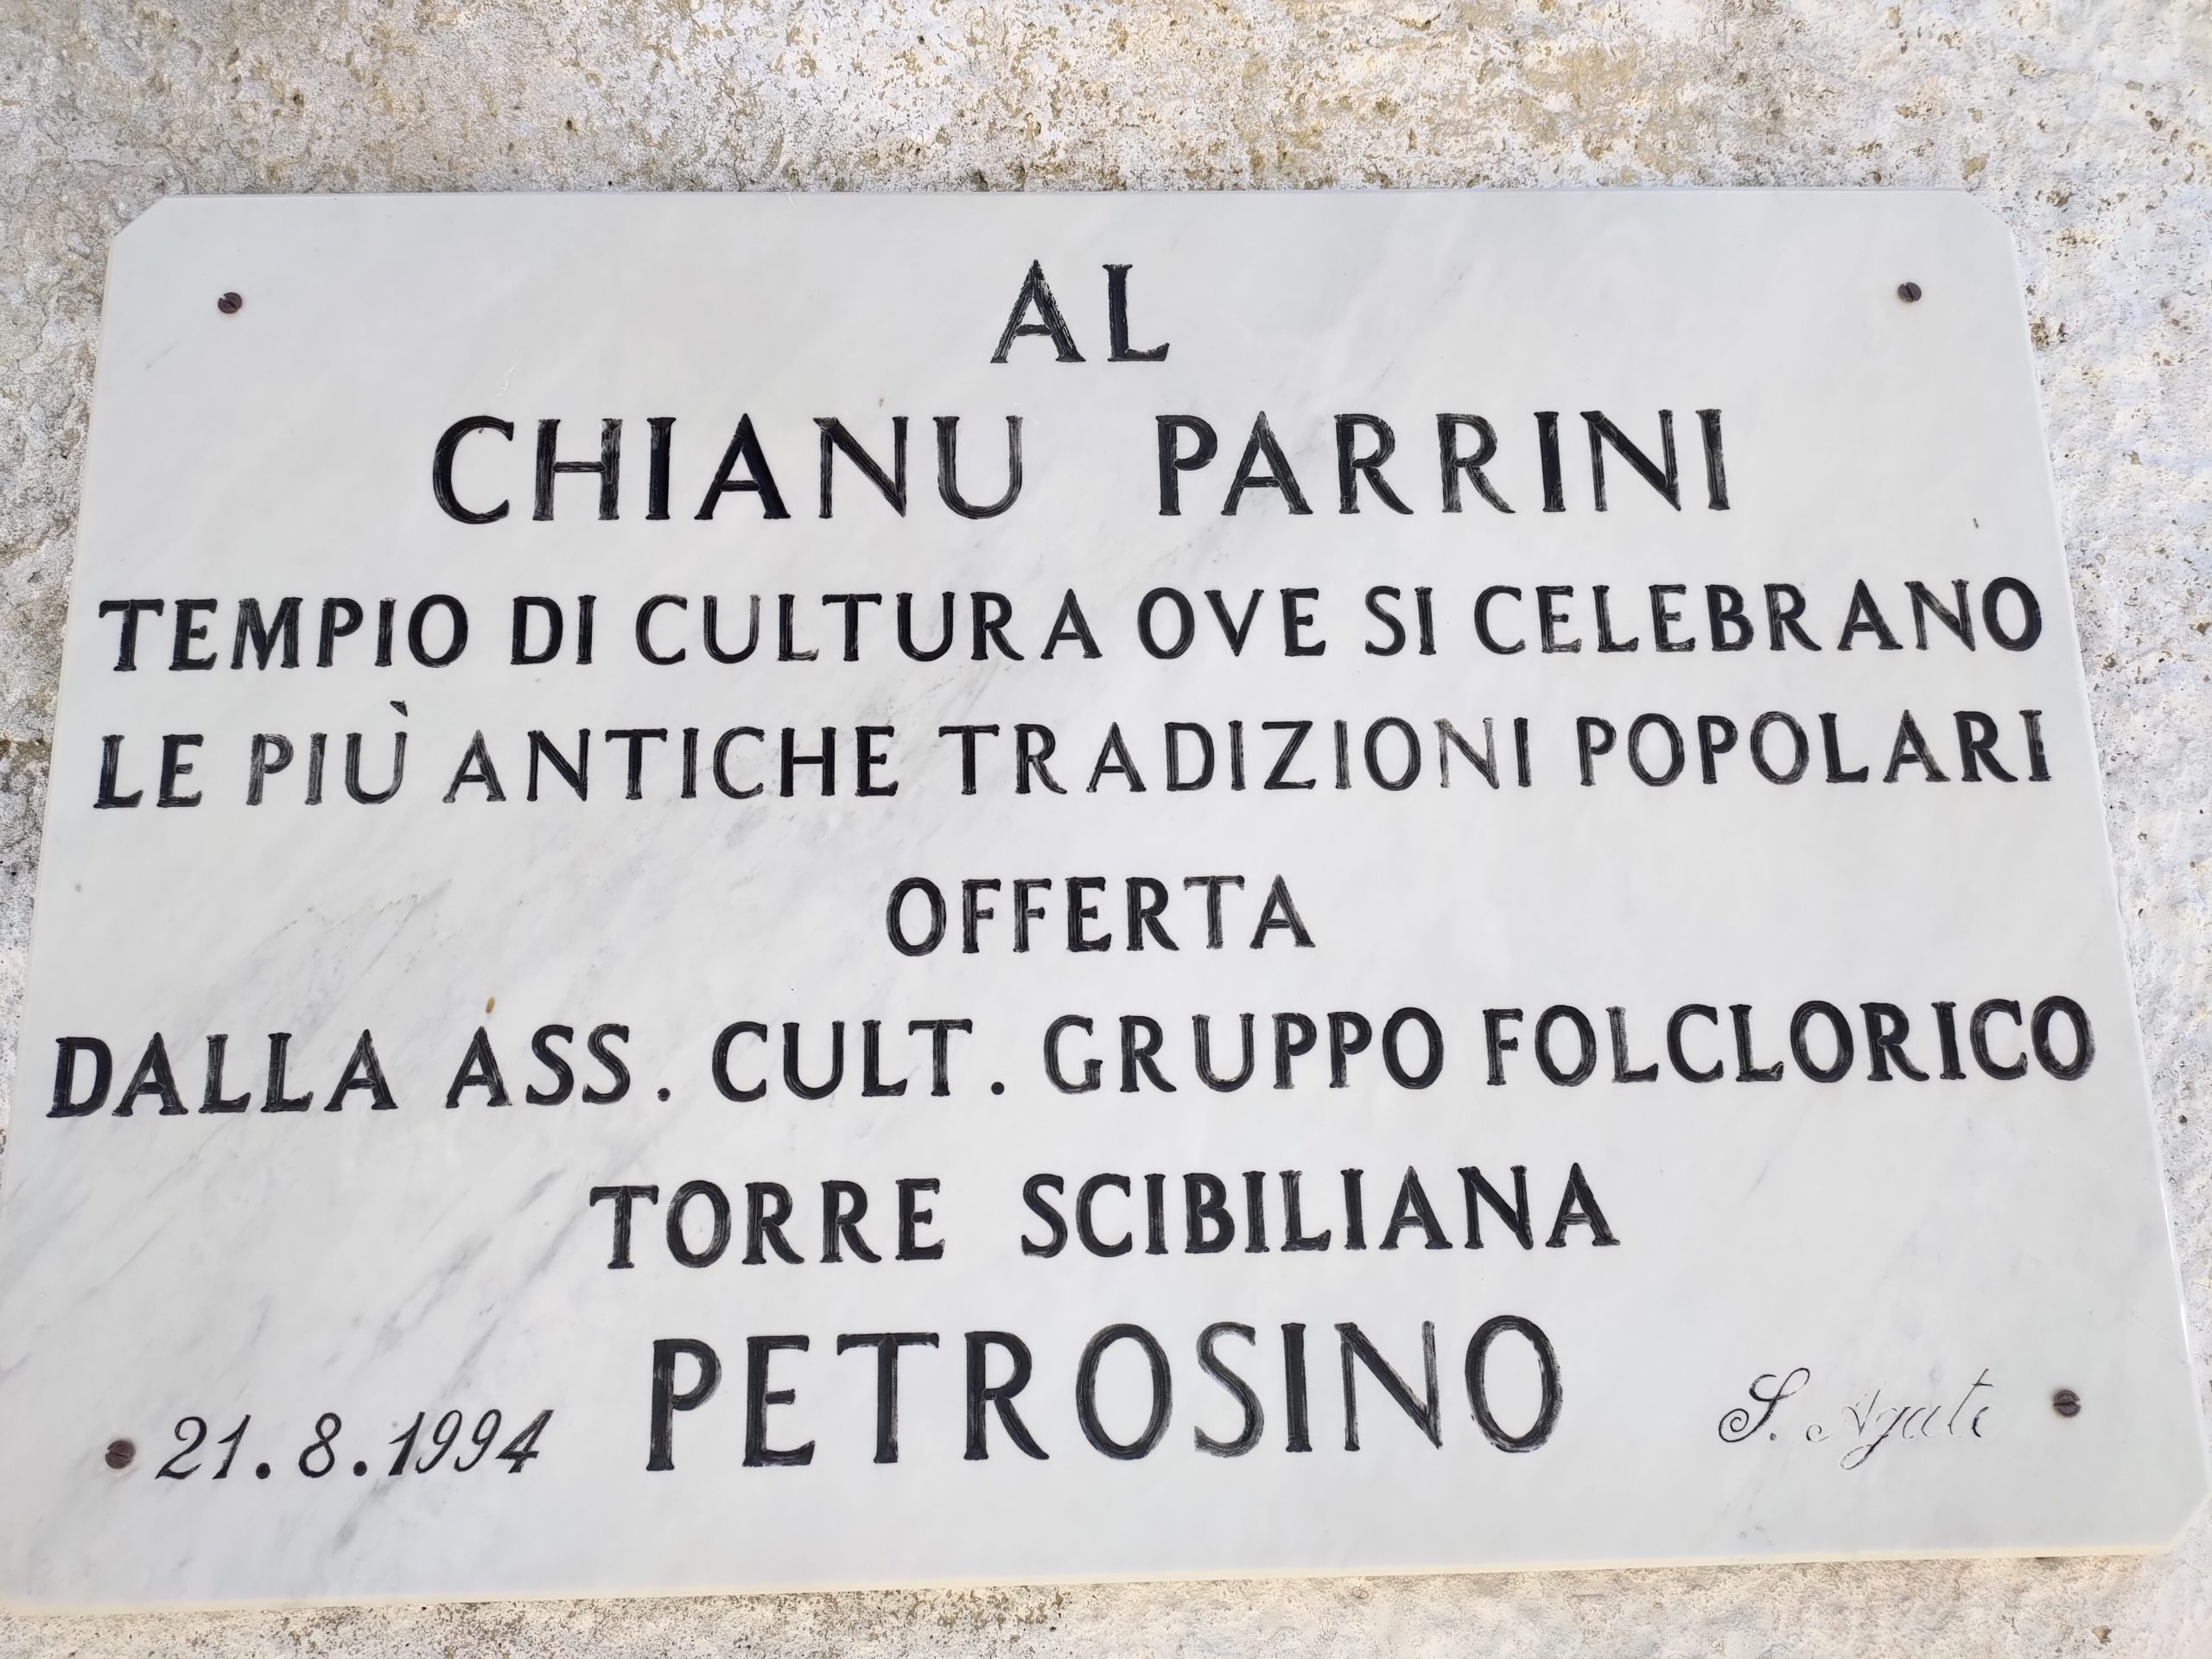 AL
CHIANU PARRINI
TEMPIO DI CULTURA OVE SI CELEBRANO
LE PIÙ ANTICHE TRADIZIONI POPOLARI
OFFERTA
DALLA ASS. CULT. GRUPPO FOLCLORICO
TORRE SCIBILIANA
PETROSINO
21.8.1994
S. Agate